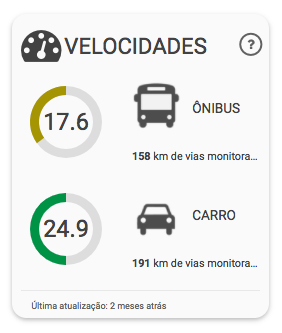 VELOCIDADES
?
17.6
ÔNIBUS
158 km de vias monitora...
24.9
CARRO
191 km de vias monitora...
Última atualização: 2 meses atrás